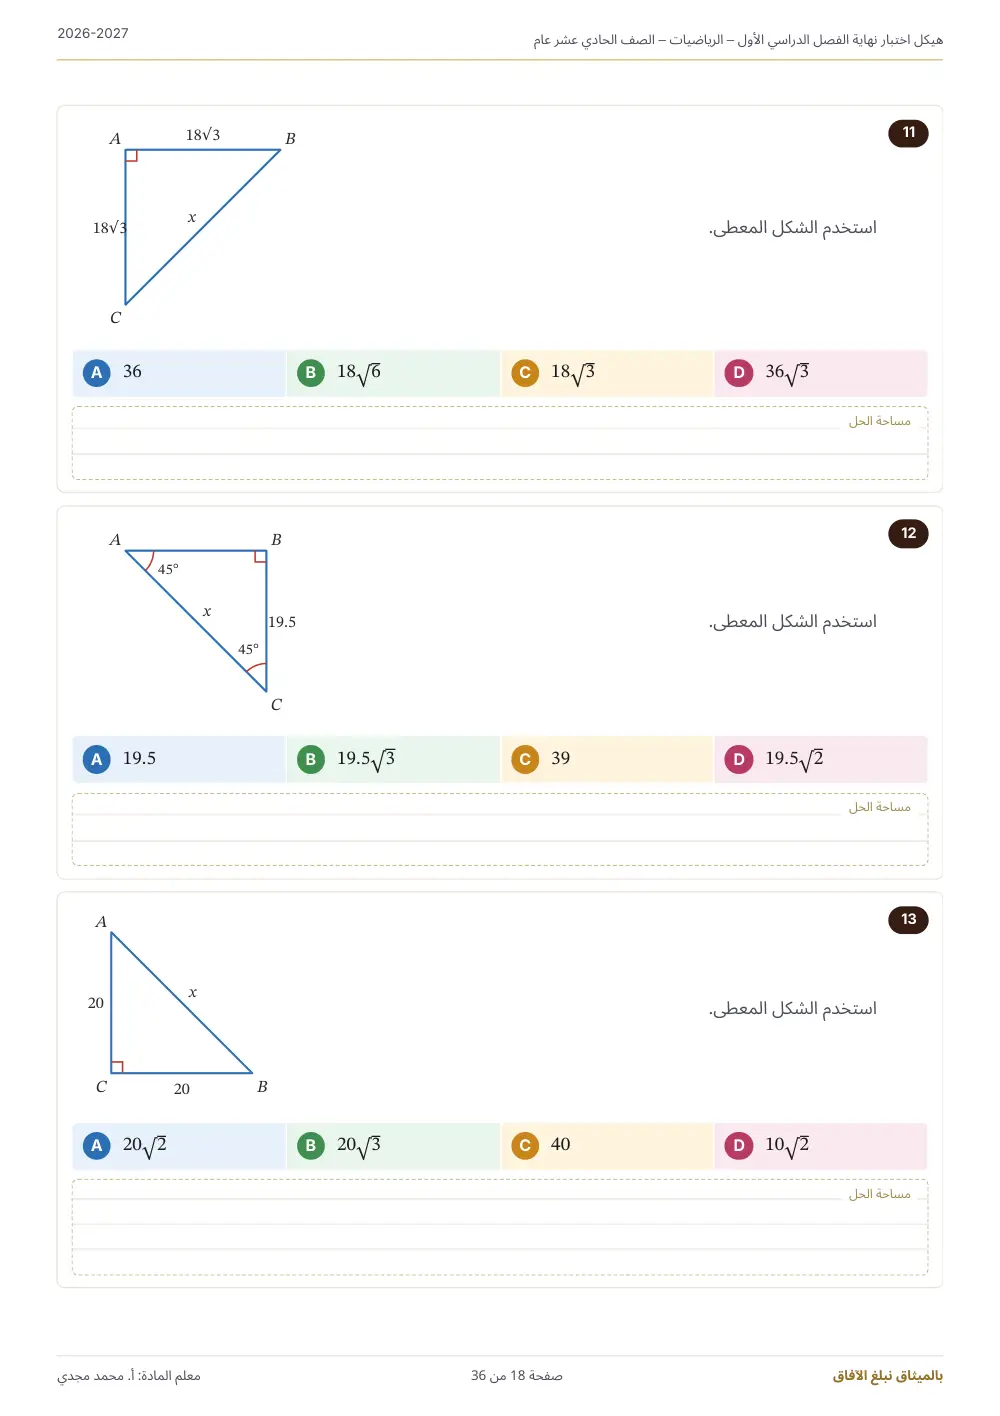 هيكل اختبار نهاية الفصل الدراسي الأول – الرياضيات – الصف الحادي عشر عام
2026-2027
11
استخدم الشكل المعطى.
A
18√3
B
18√3
x
C
A 36
B 18√6
C 18√3
D 36√3
مساحة الحل
12
استخدم الشكل المعطى.
A
B
45°
x
19.5
45°
C
A 19.5
B 19.5√3
C 39
D 19.5√2
مساحة الحل
13
استخدم الشكل المعطى.
A
20
x
C
20
B
A 20√2
B 20√3
C 40
D 10√2
مساحة الحل
بالميثاق نبلغ الآفاق
صفحة 18 من 36
معلم المادة: أ. محمد مجدي